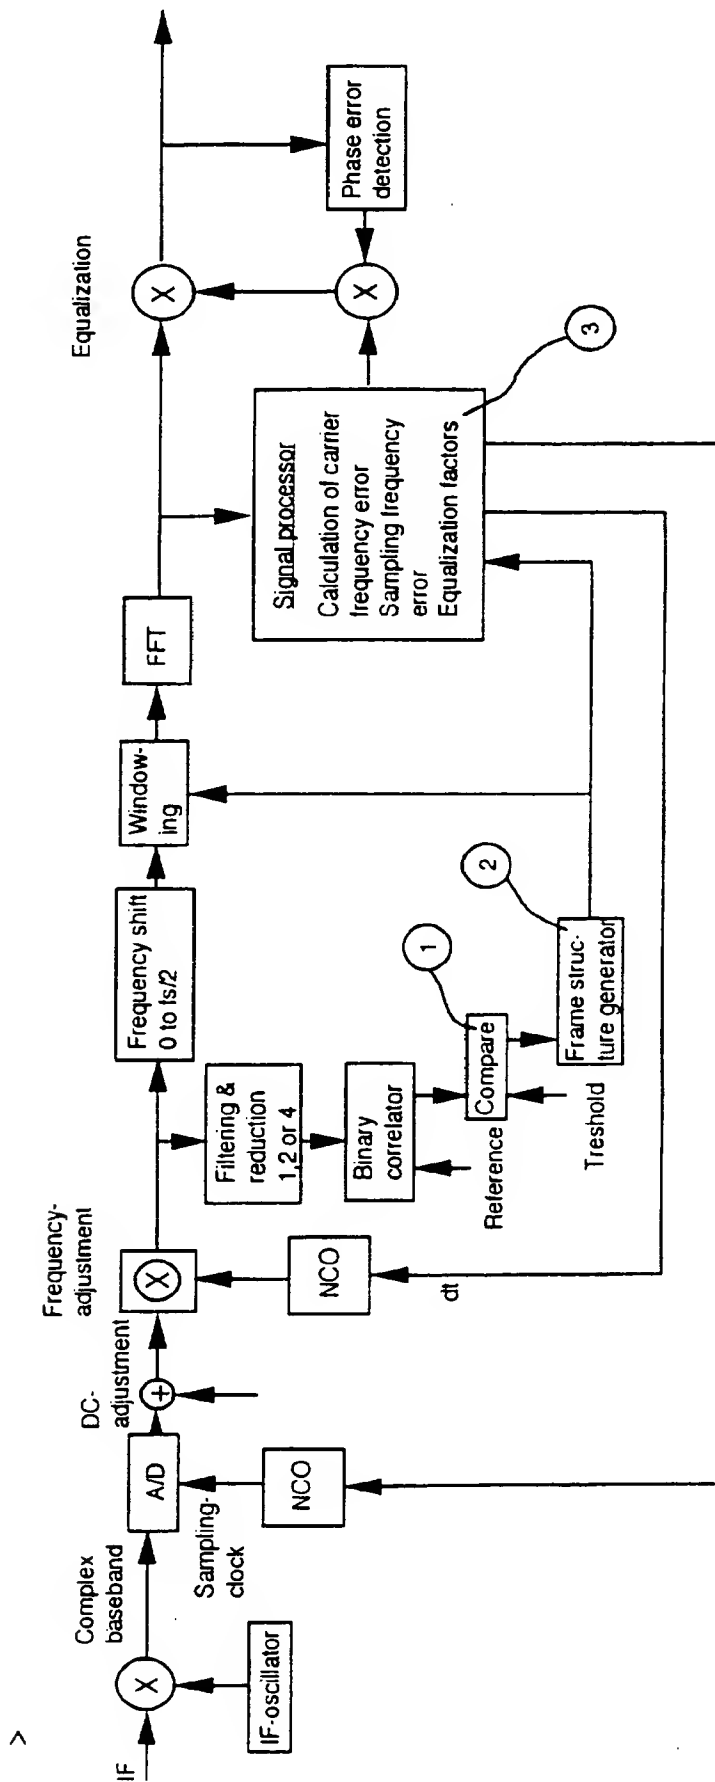 >
IF
X
IF-oscillator
Complex
baseband
A/D
Sampling-
clock
NCO
DC-
adjustment
+
Frequency-
adjustment
X
NCO
dt
Filtering &
reduction
1,2 or 4
Binary
correlator
Reference
Compare
1
Treshold
Frame struc-
ture generator
2
Frequency shift
0 to fs/2
Window-
ing
FFT
Signal processor
Calculation of carrier
frequency error
Sampling frequency
error
Equalization factors
3
Equalization
X
X
Phase error
detection